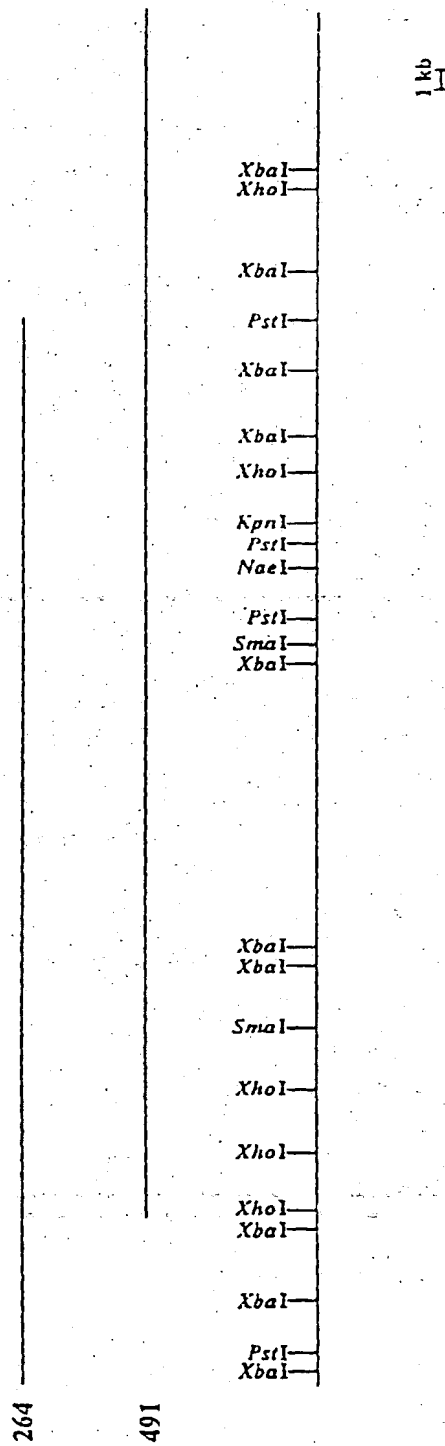 1 kb
XbaI
XhoI
XbaI
PstI
XbaI
XbaI
XhoI
KpnI
PstI
NaeI
PstI
SmaI
XbaI
XbaI
XbaI
SmaI
XhoI
XhoI
XhoI
XbaI
XbaI
PstI
XbaI
264
491